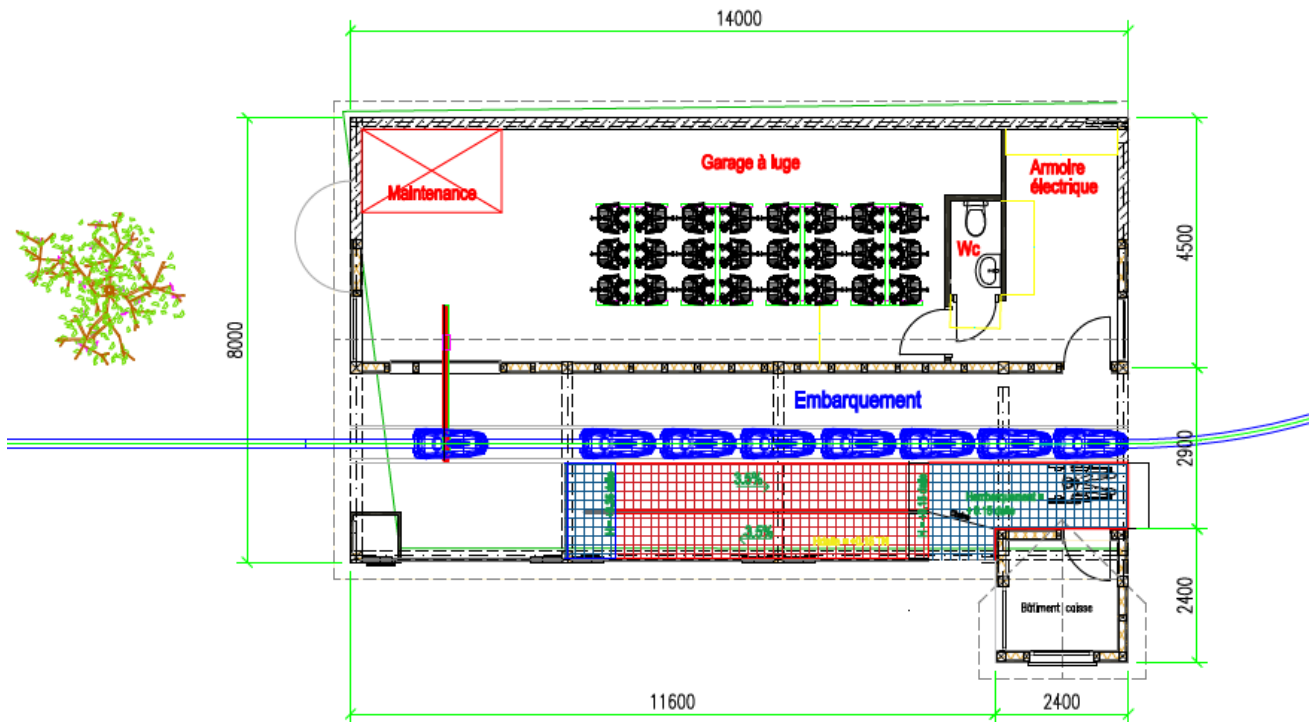 14000
Garage à luge
Armoire
électrique
Maintenance
Wc
4500
8000
Embarquement
2900
3.5%
3.5%
2400
Bâtiment caisse
11600
2400